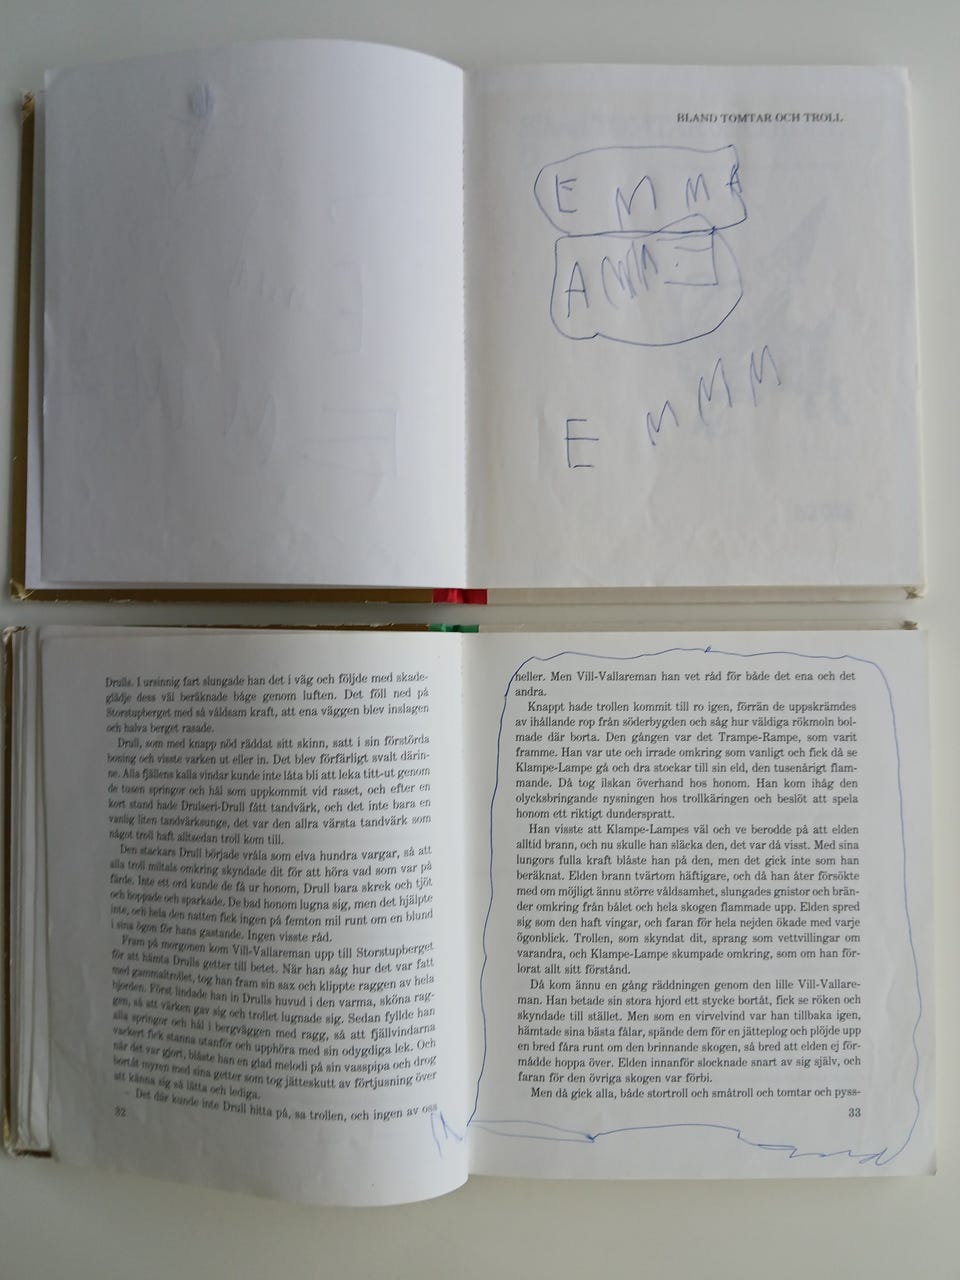 BLAND TOMTAR OCH TROLL
E M M A
A M M
E M M M
Drulls. I ursinnig fart slungade han det i väg och följde med skade-
glädje dess väl beräknade båge genom luften. Det föll ned på
Storstupberget med så våldsam kraft, att ena väggen blev inslagen
och halva berget rasade.
Drull, som med knapp nöd räddat sitt skinn, satt i sin förstörda
boning och visste varken ut eller in. Det blev förfärligt svalt därin-
ne. Alla fjällens kalla vindar kunde inte låta bli att leka titt-ut genom
de tusen springor och hål som uppkommit vid raset, och efter en
kort stund hade Drulseri-Drull fått tandvärk, och det inte bara en
vanlig liten tandvärksunge, det var den allra värsta tandvärk som
något troll haft alltsedan troll kom till.
Den stackars Drull började vråla som elva hundra vargar, så att
alla troll miltals omkring skyndade dit för att höra vad som var på
färde. Inte ett ord kunde de få ur honom, Drull bara skrek och tjöt
och hoppade och sparkade. De bad honom lugna sig, men det hjälpte
inte, och hela den natten fick ingen på femton mil runt om en blund
i sina ögon för hans gastande. Ingen visste råd.
Fram på morgonen kom Vill-Vallareman upp till Storstupberget
för att hämta Drulls getter till betet. När han såg hur det var fatt
med gammaltrollet, tog han fram sin sax och klippte raggen av hela
hjorden. Först lindade han in Drulls huvud i den varma, sköna rag-
gen, så att värken gav sig och trollet lugnade sig. Sedan fyllde han
alla springor och hål i bergväggen med ragg, så att fjällvindarna
vackert fick stanna utanför och upphöra med sin odygdiga lek. Och
när det var gjort, blåste han en glad melodi på sin vasspipa och drog
bortåt myren med sina getter som tog jätteskutt av förtjusning över
att känna sig så lätta och lediga.
– Det där kunde inte Drull hitta på, sa trollen, och ingen av oss
32
heller. Men Vill-Vallareman han vet råd för både det ena och det
andra.
Knappt hade trollen kommit till ro igen, förrän de uppskrämdes
av ihållande rop från söderbygden och såg hur väldiga rökmoln bol-
made där borta. Den gången var det Trampe-Rampe, som varit
framme. Han var ute och irrade omkring som vanligt och fick då se
Klampe-Lampe gå och dra stockar till sin eld, den tusenårigt flam-
mande. Då tog ilskan överhand hos honom. Han kom ihåg den
olycksbringande nysningen hos trollkäringen och beslöt att spela
honom ett riktigt dunderspratt.
Han visste att Klampe-Lampes väl och ve berodde på att elden
alltid brann, och nu skulle han släcka den, det var då visst. Med sina
lungors fulla kraft blåste han på den, men det gick inte som han
beräknat. Elden brann tvärtom häftigare, och då han åter försökte
med om möjligt ännu större våldsamhet, slungades gnistor och brän-
der omkring från bålet och hela skogen flammade upp. Elden spred
sig som den haft vingar, och faran för hela nejden ökade med varje
ögonblick. Trollen, som skyndat dit, sprang som vettvillingar om
varandra, och Klampe-Lampe skumpade omkring, som om han för-
lorat allt sitt förstånd.
Då kom ännu en gång räddningen genom den lille Vill-Vallare-
man. Han betade sin stora hjord ett stycke bortåt, fick se röken och
skyndade till stället. Men som en virvelvind var han tillbaka igen,
hämtade sina bästa fålar, spände dem för en jätteplog och plöjde upp
en bred fåra runt om den brinnande skogen, så bred att elden ej för-
mådde hoppa över. Elden innanför slocknade snart av sig själv, och
faran för den övriga skogen var förbi.
Men då gick alla, både stortroll och småtroll och tomtar och pyss-
33